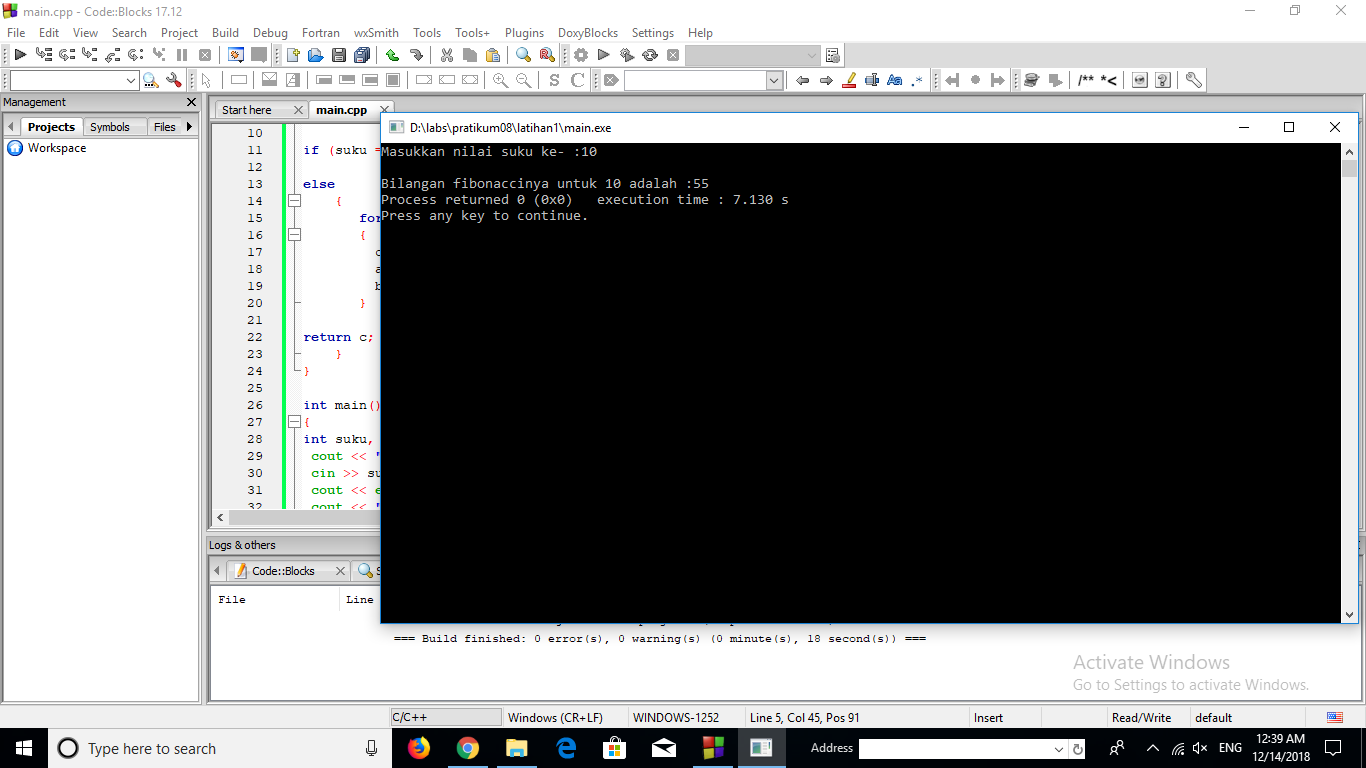 main.cpp - Code::Blocks 17.12
File Edit View Search Project Build Debug Fortran wxSmith Tools Tools+ Plugins DoxyBlocks Settings Help
S C /** *<
Management
Projects Symbols Files
Workspace
Start here main.cpp
10
11 if (suku =
12
13 else
14 {
15 for
16 {
17 c
18 a
19 b
20 }
21
22 return c;
23 }
24 }
25
26 int main()
27 {
28 int suku,
29 cout << "
30 cin >> su
31 cout << e
32 cout << "
D:\labs\pratikum08\latihan1\main.exe
Masukkan nilai suku ke- :10
Bilangan fibonaccinya untuk 10 adalah :55
Process returned 0 (0x0) execution time : 7.130 s
Press any key to continue.
Logs & others
Code::Blocks S
File Line
=== Build finished: 0 error(s), 0 warning(s) (0 minute(s), 18 second(s)) ===
Activate Windows
Go to Settings to activate Windows.
C/C++ Windows (CR+LF) WINDOWS-1252 Line 5, Col 45, Pos 91 Insert Read/Write default
Type here to search
Address
ENG
12:39 AM
12/14/2018